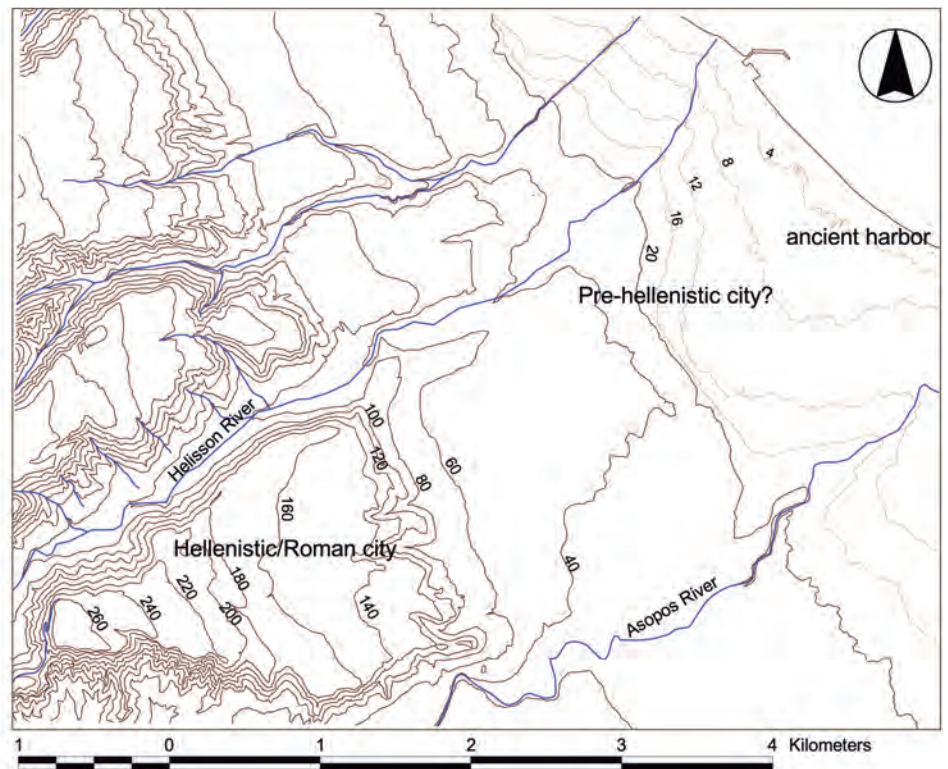 4
8
12
16
20
ancient harbor
Pre-hellenistic city?
Helisson River
100
120
80
60
160
Hellenistic/Roman city
40
180
220
200
140
240
260
Asopos River
1 0 1 2 3 4 Kilometers